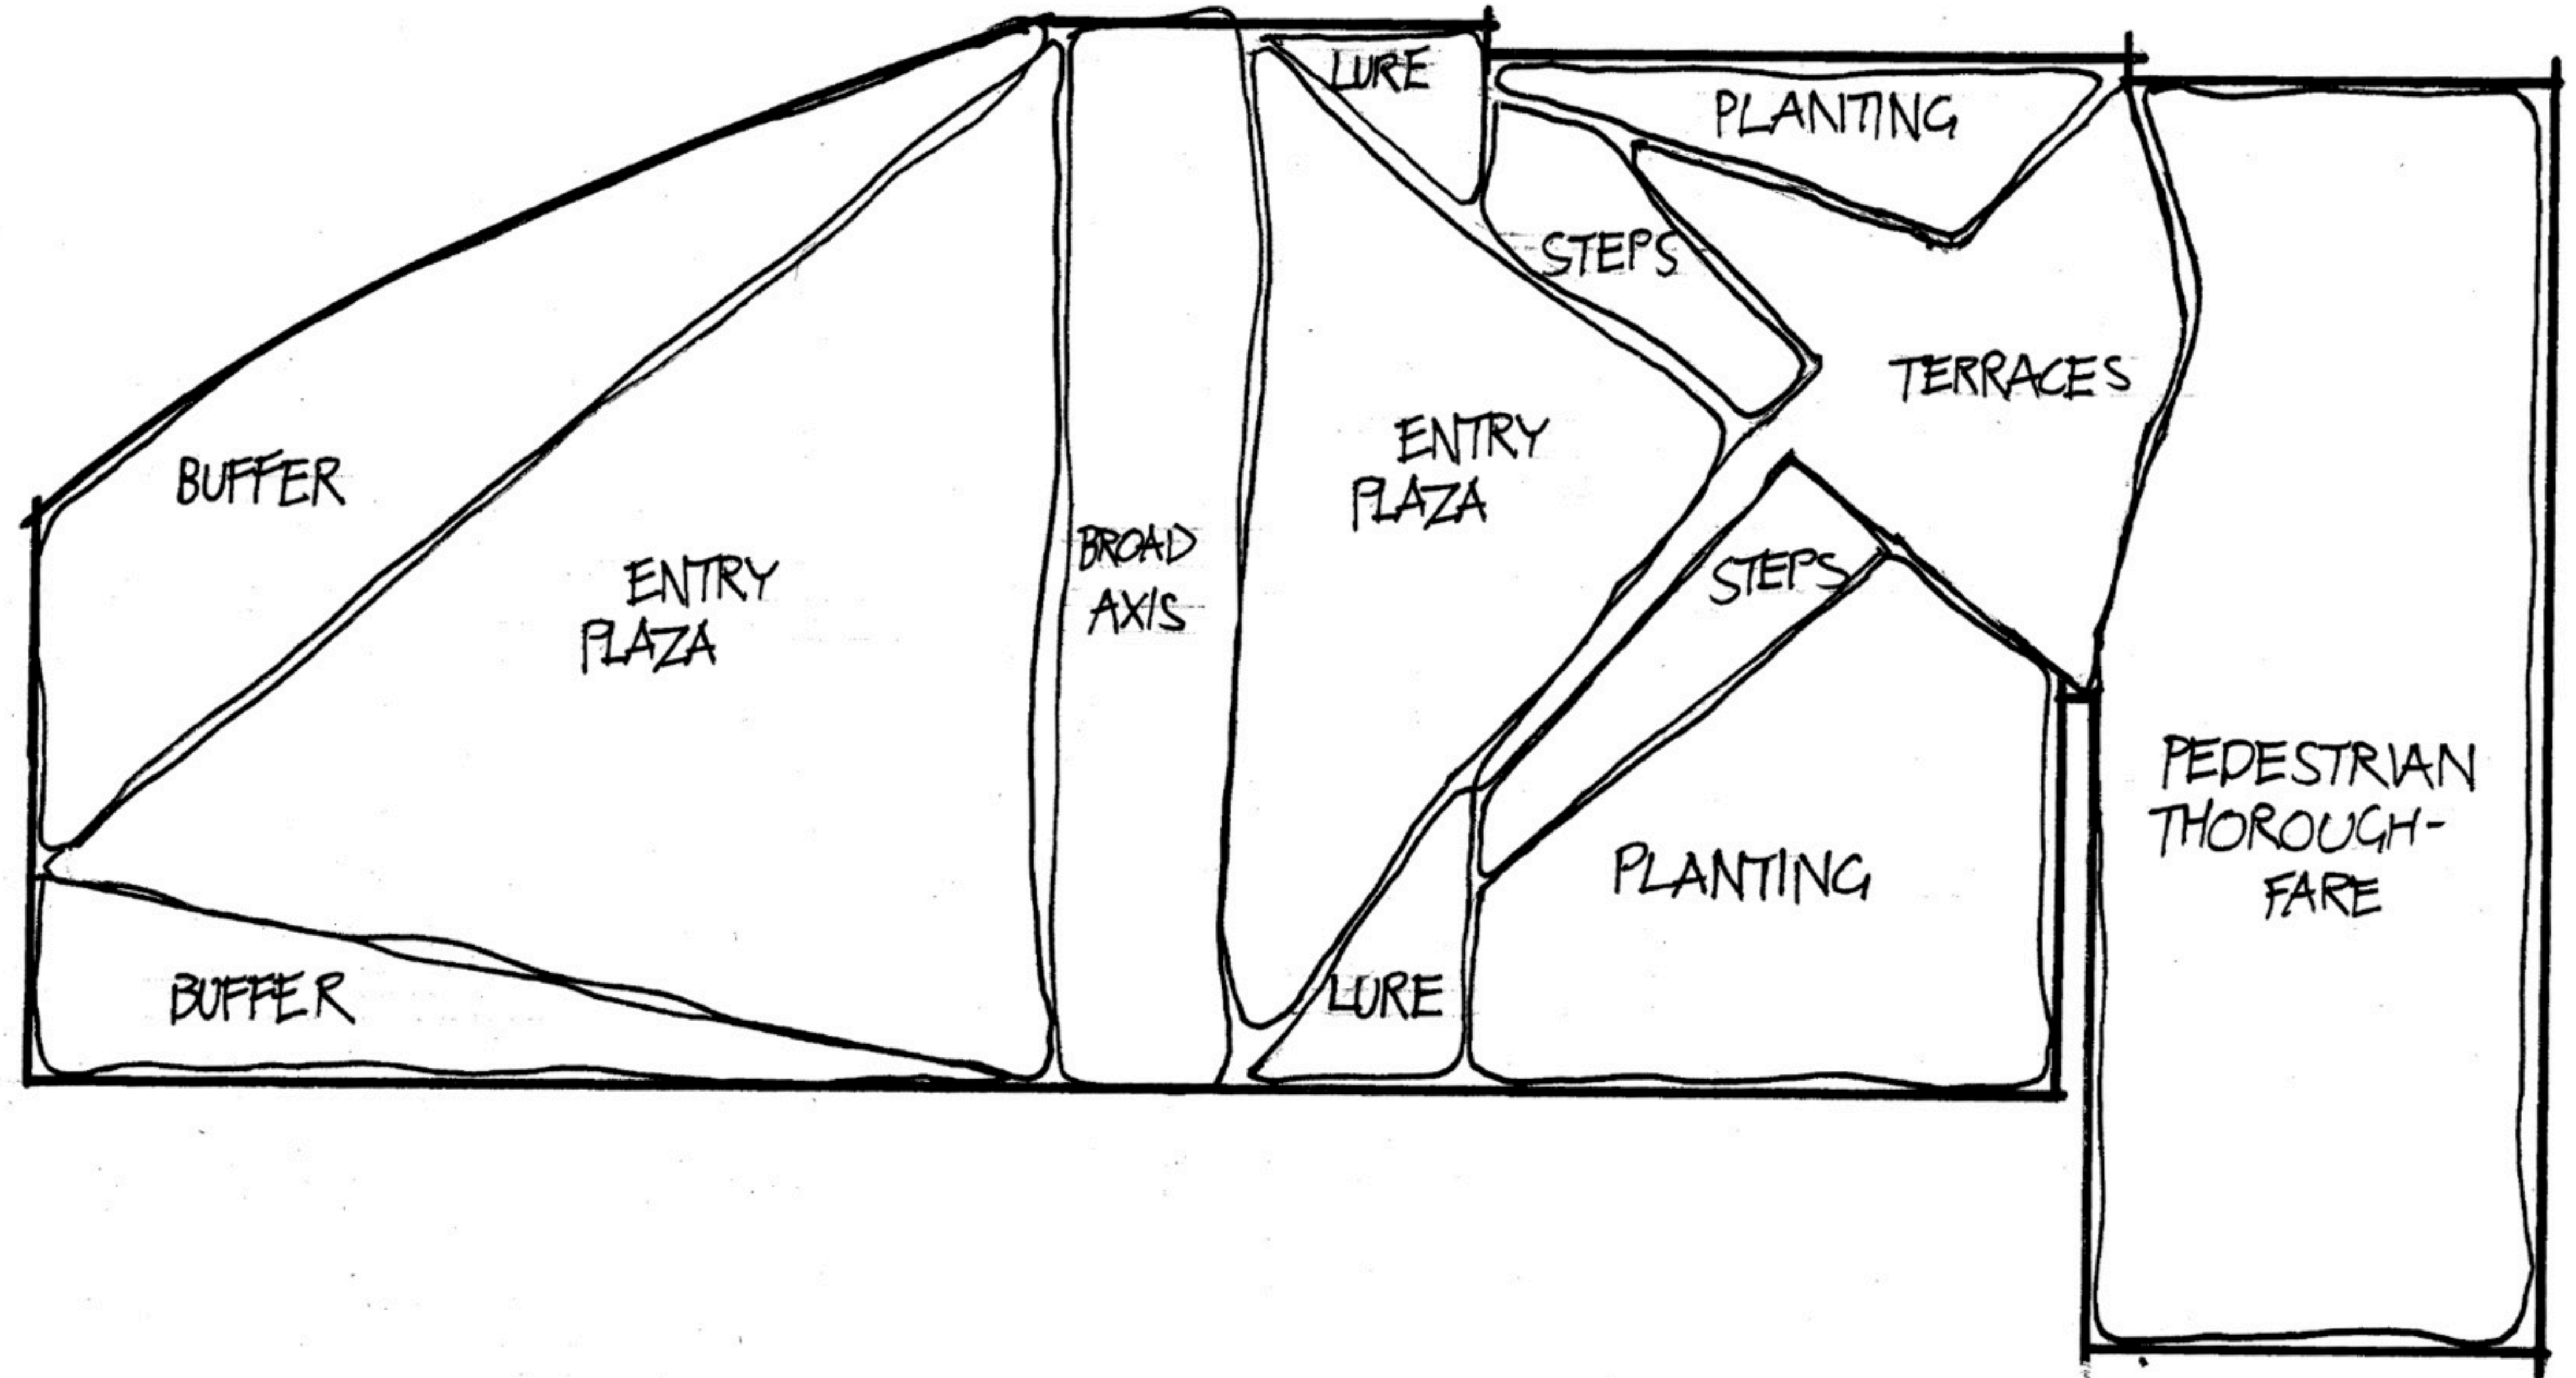 LURE
PLANTING
STEPS
TERRACES
BUFFER
ENTRY
PLAZA
ENTRY
PLAZA
BROAD
AXIS
STEPS
PEDESTRIAN
THOROUGH-
FARE
PLANTING
BUFFER
LURE